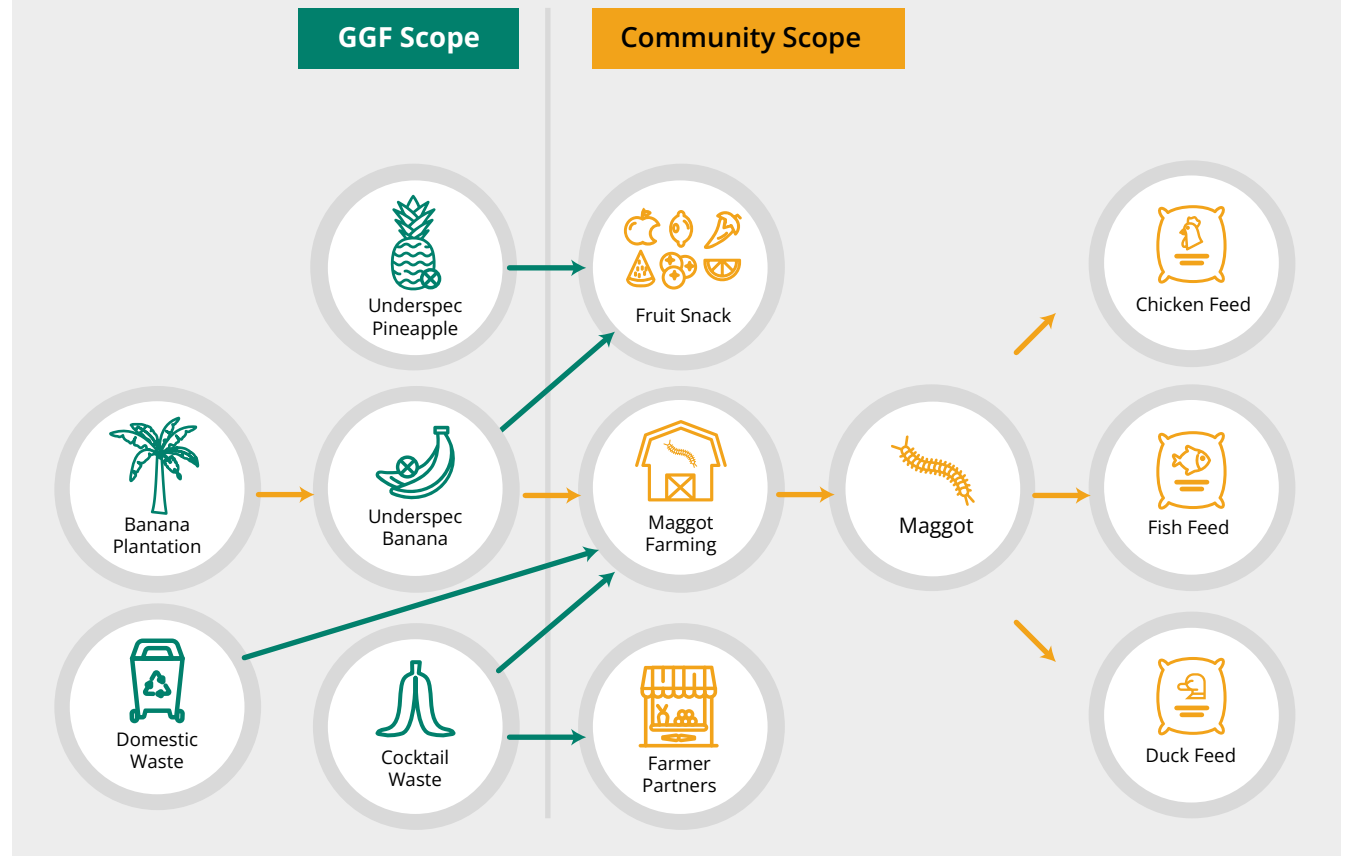 GGF Scope
Community Scope
Underspec
Pineapple
Fruit Snack
Chicken Feed
Banana
Plantation
Underspec
Banana
Maggot
Farming
Maggot
Fish Feed
Domestic
Waste
Cocktail
Waste
Farmer
Partners
Duck Feed